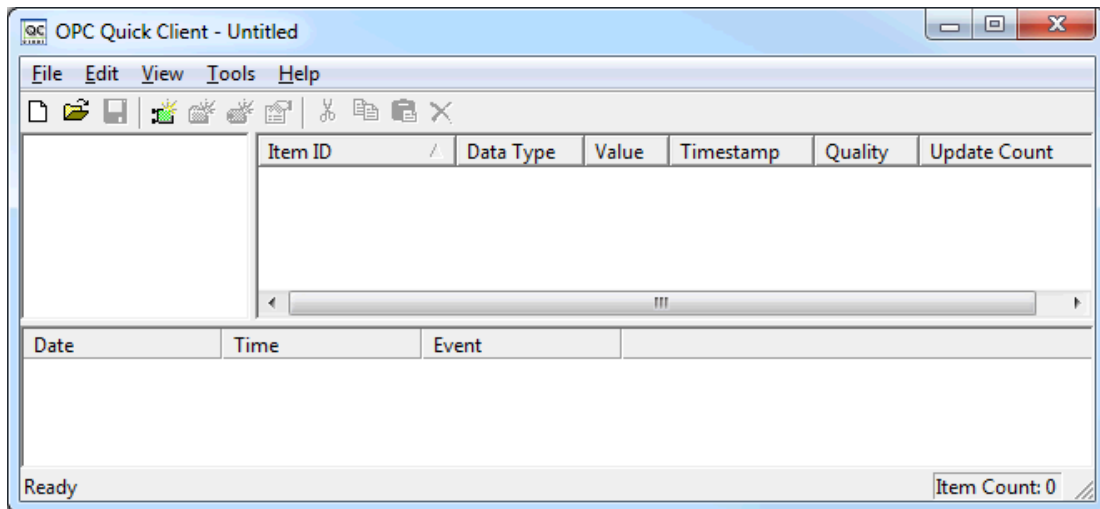 OPC Quick Client - Untitled
File Edit View Tools Help
Item ID Data Type Value Timestamp Quality Update Count
Date Time Event
Ready Item Count: 0